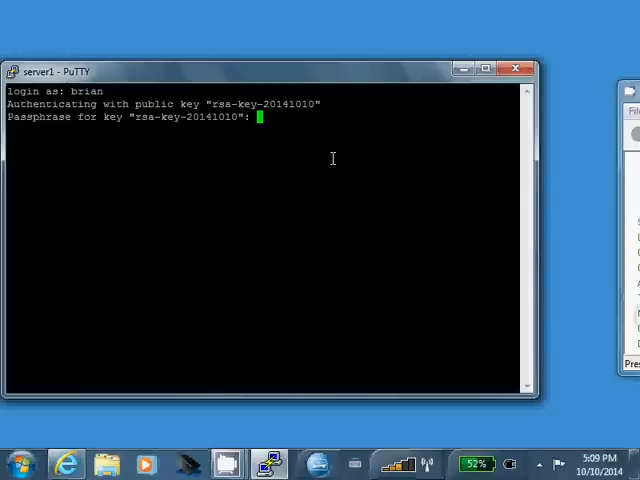 server1 - PuTTY
login as: brian
Authenticating with public key "rsa-key-20141010"
Passphrase for key "rsa-key-20141010":
52%
5:09 PM
10/10/2014